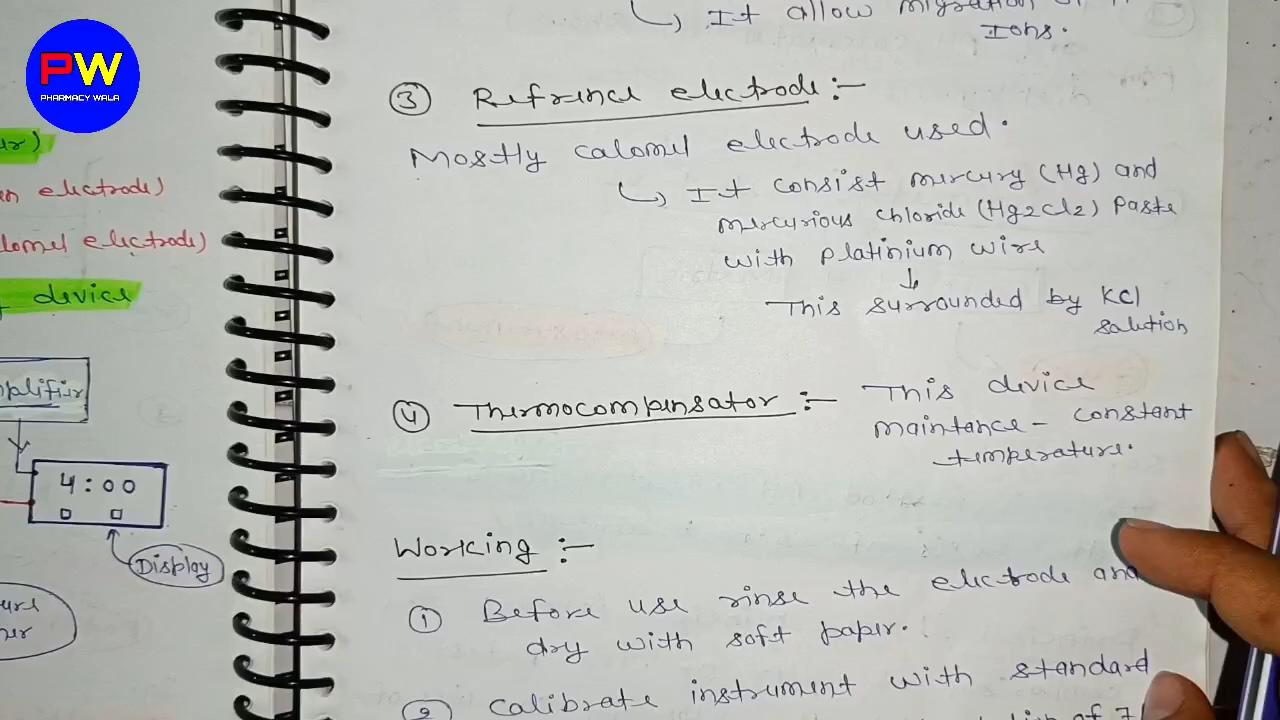 PW
PHARMACY WALA
electrode)
electrode)
device
4:00
Display
It allow
Ions.
3 Refrence electrode :-
Mostly calomel electrode used.
It consist mercury (Hg) and
mercurious chloride (Hg2Cl2) Paste
with Platinium wire
This surrounded by KCl
solution
4 Thermocompensator :- This device
maintance - constant
temperature.
Working :-
1 Before use rinse the electrode and
dry with soft paper.
2 Calibrate instrument with standard
of 7